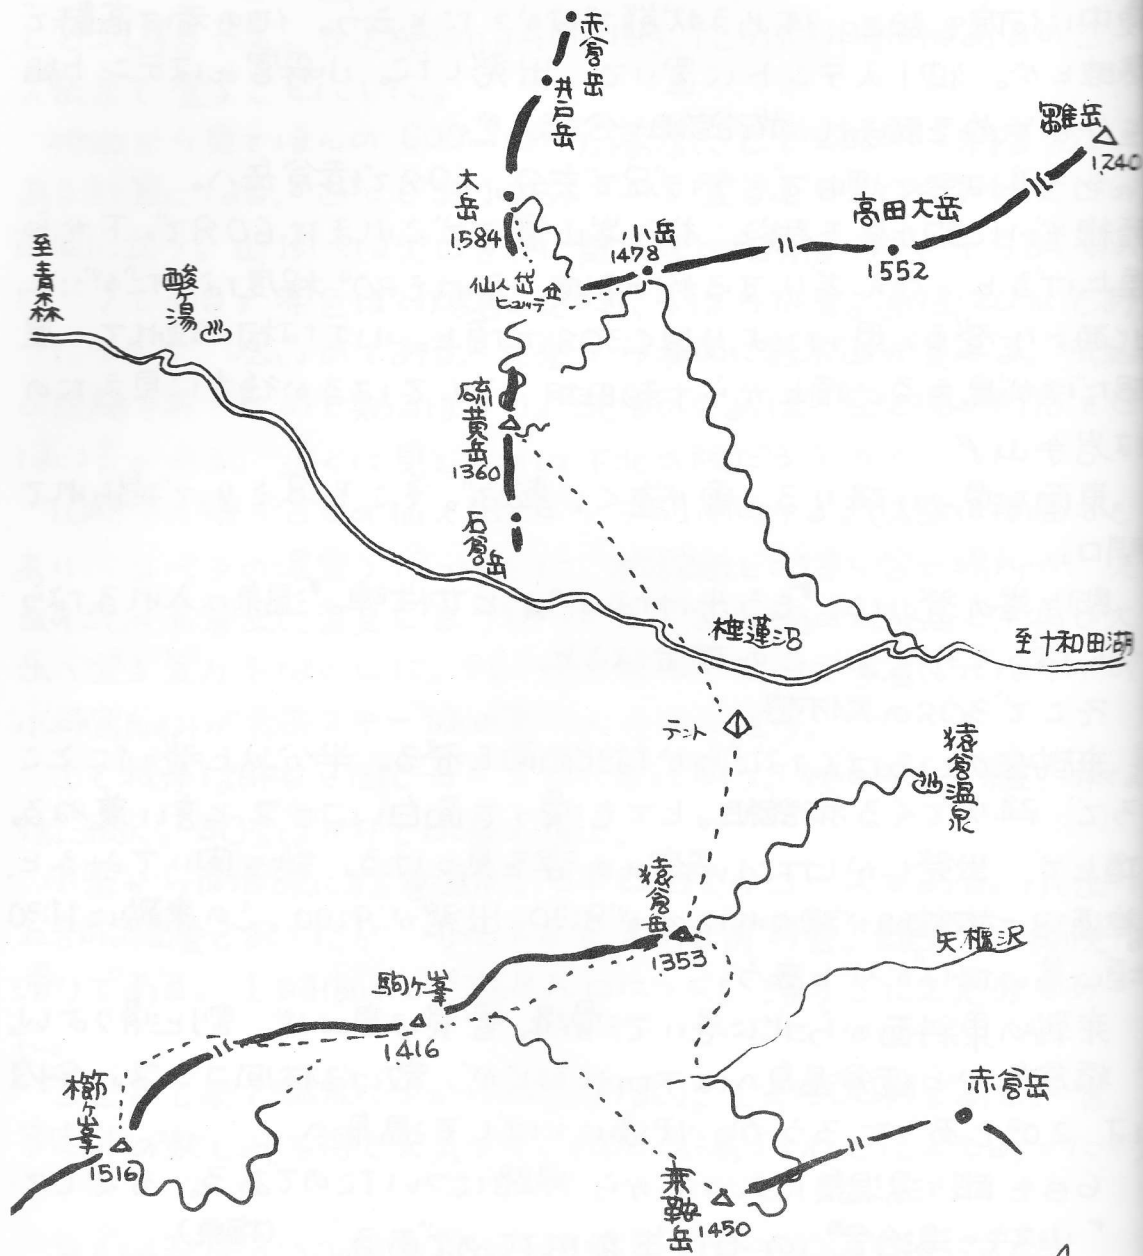 赤倉岳
井戸岳
雛岳
1240
大岳
1584
小岳
1478
高田大岳
1552
仙人岱
ヒュッテ
至青森
酸ヶ湯
硫黄岳
1360
石倉岳
睡蓮沼
至十和田湖
テント
猿倉温泉
猿倉岳
1353
矢櫃沢
駒ヶ峯
1416
櫛ヶ峯
1516
赤倉岳
乗鞍岳
1450